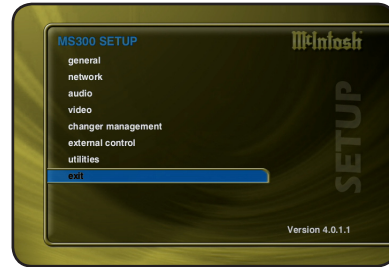 MS300 SETUP
McIntosh
general
network
audio
video
changer management
external control
utilities
exit
SETUP
Version 4.0.1.1